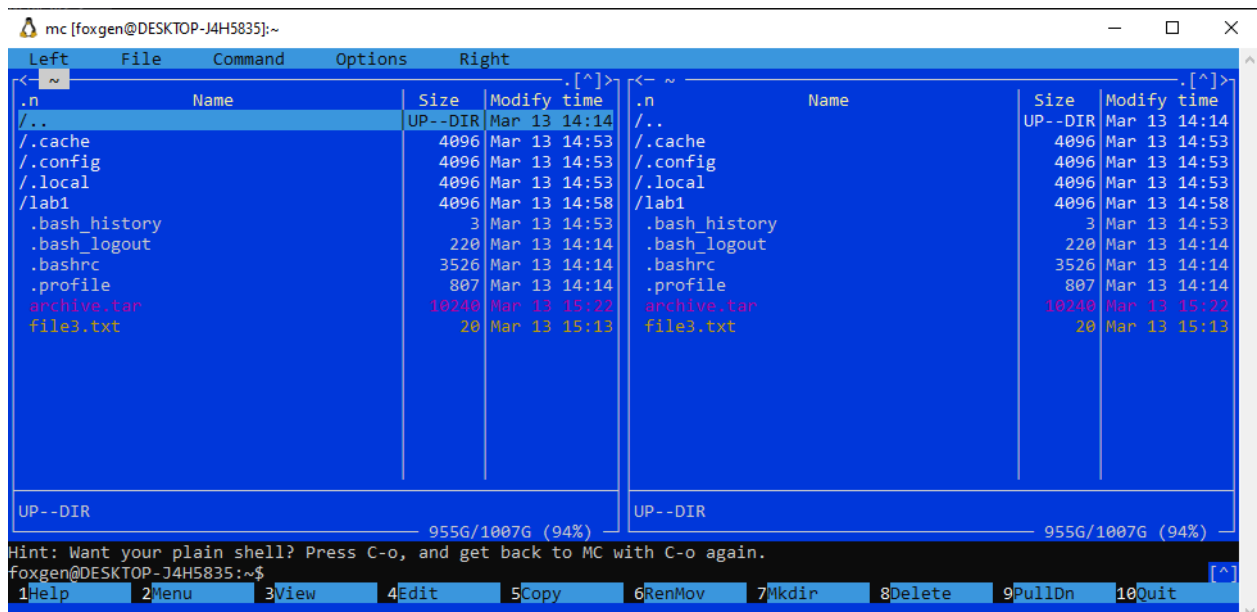 mc [foxgen@DESKTOP-J4H5835]:~
Left File Command Options Right
<- ~ .[^]> <- ~ .[^]>
.n Name Size Modify time .n Name Size Modify time
/.. UP--DIR Mar 13 14:14 /.. UP--DIR Mar 13 14:14
/.cache 4096 Mar 13 14:53 /.cache 4096 Mar 13 14:53
/.config 4096 Mar 13 14:53 /.config 4096 Mar 13 14:53
/.local 4096 Mar 13 14:53 /.local 4096 Mar 13 14:53
/lab1 4096 Mar 13 14:58 /lab1 4096 Mar 13 14:58
.bash_history 3 Mar 13 14:53 .bash_history 3 Mar 13 14:53
.bash_logout 220 Mar 13 14:14 .bash_logout 220 Mar 13 14:14
.bashrc 3526 Mar 13 14:14 .bashrc 3526 Mar 13 14:14
.profile 807 Mar 13 14:14 .profile 807 Mar 13 14:14
archive.tar 10240 Mar 13 15:22 archive.tar 10240 Mar 13 15:22
file3.txt 20 Mar 13 15:13 file3.txt 20 Mar 13 15:13
UP--DIR UP--DIR
955G/1007G (94%) 955G/1007G (94%)
Hint: Want your plain shell? Press C-o, and get back to MC with C-o again.
foxgen@DESKTOP-J4H5835:~$ [^]
1Help 2Menu 3View 4Edit 5Copy 6RenMov 7Mkdir 8Delete 9PullDn 10Quit